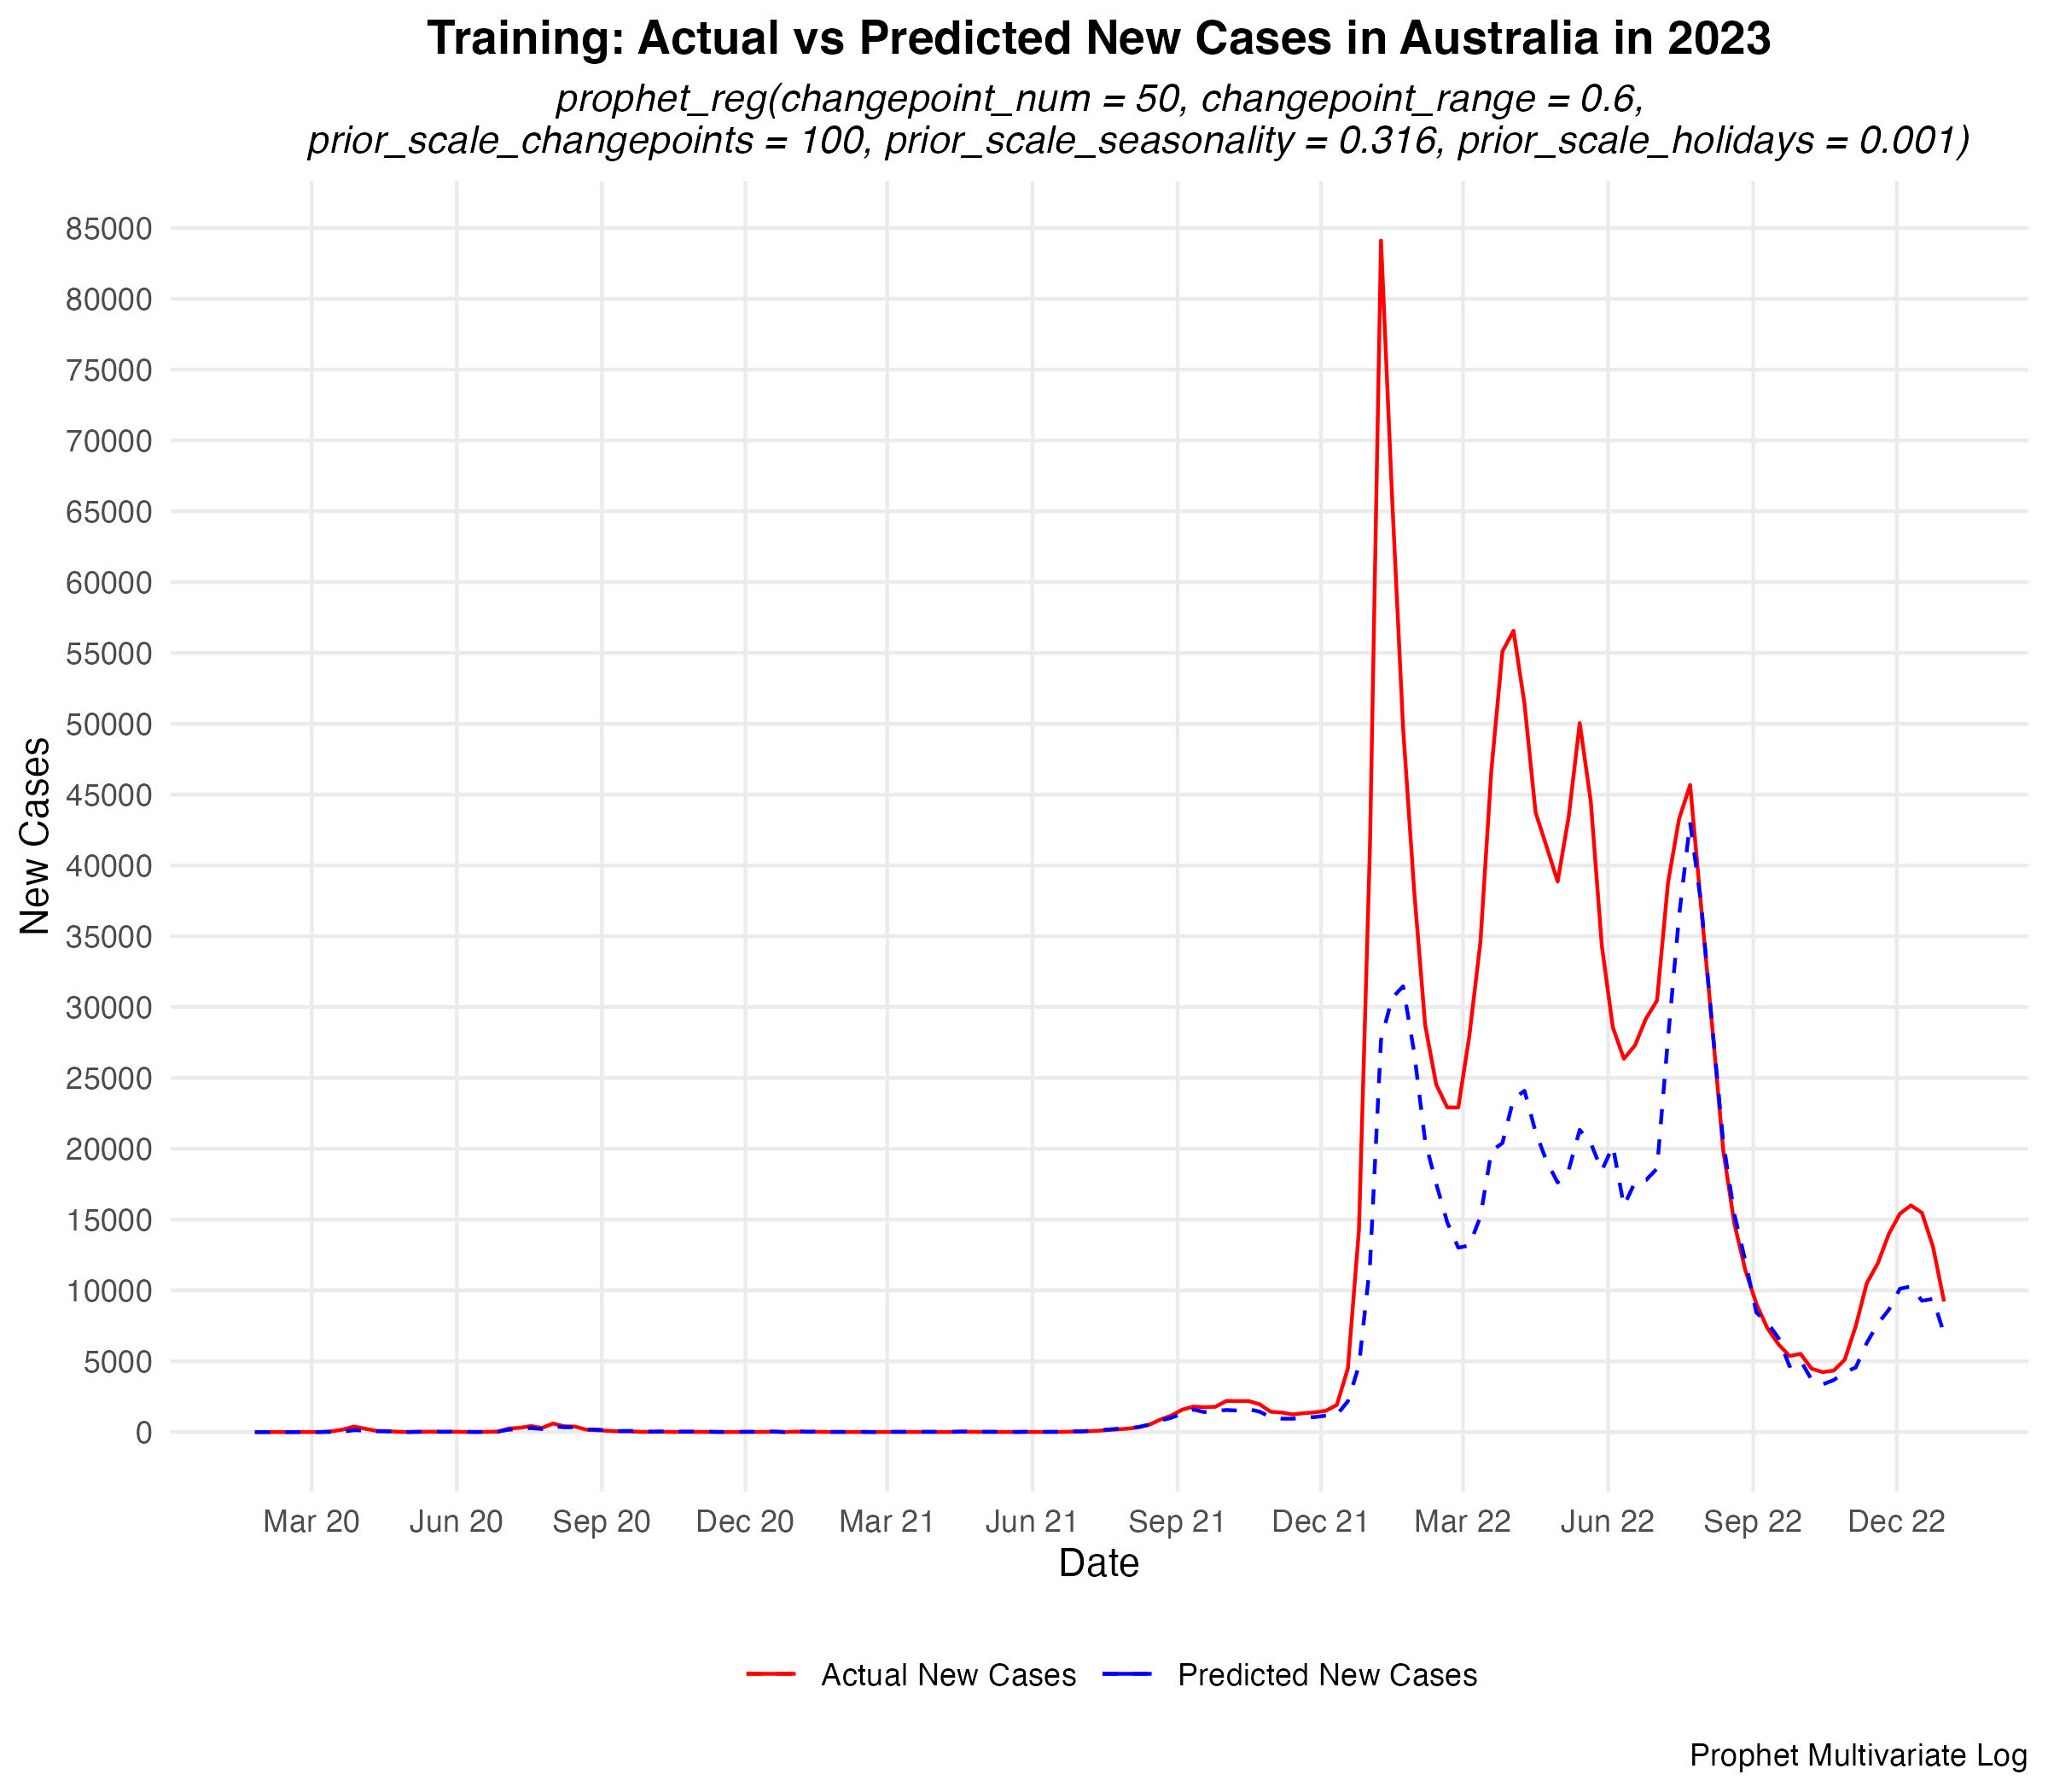 Training: Actual vs Predicted New Cases in Australia in 2023
prophet_reg(changepoint_num = 50, changepoint_range = 0.6,
prior_scale_changepoints = 100, prior_scale_seasonality = 0.316, prior_scale_holidays = 0.001)
85000
80000
75000
70000
65000
60000
55000
50000
45000
40000
35000
30000
25000
20000
15000
10000
5000
0
New Cases
Mar 20 Jun 20 Sep 20 Dec 20 Mar 21 Jun 21 Sep 21 Dec 21 Mar 22 Jun 22 Sep 22 Dec 22
Date
Actual New Cases Predicted New Cases
Prophet Multivariate Log